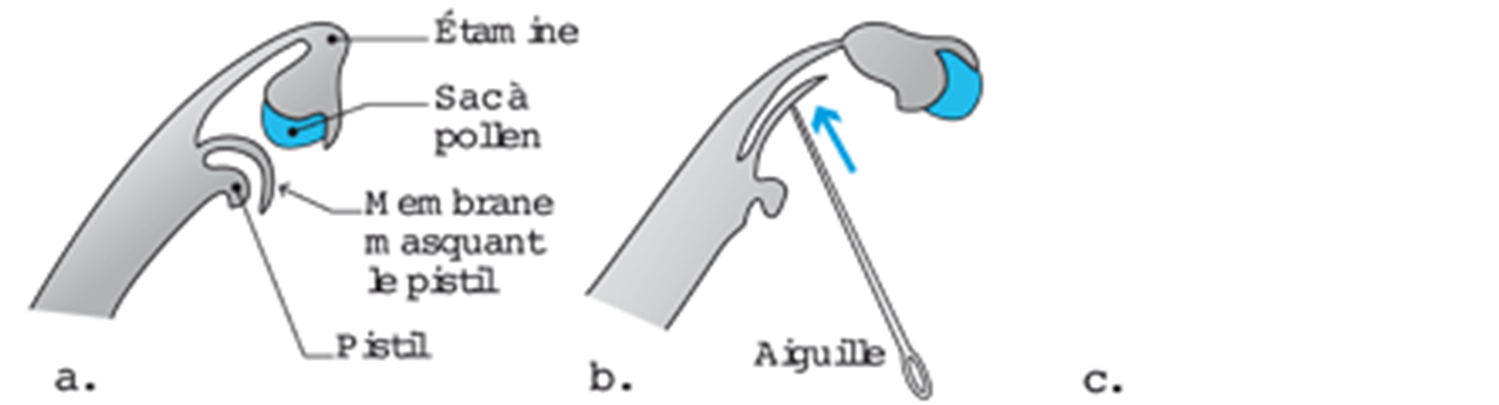 Étamine
Sac à
pollen
Membrane
masquant
le pistil
Pistil
Aiguille
a.
b.
c.